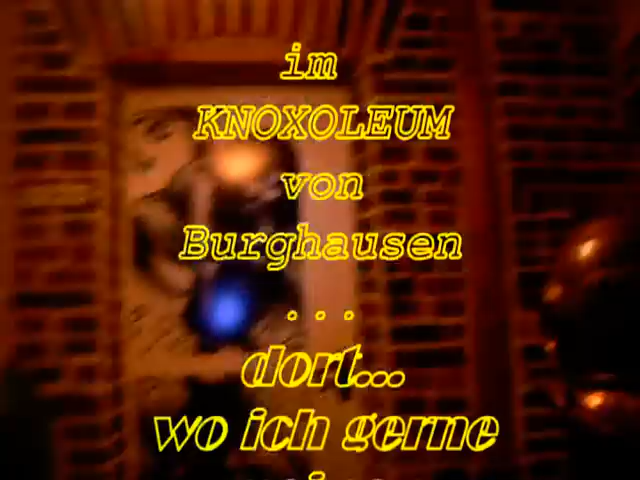 im
KNOXOLEUM
von
Burghausen
...
dort...
wo ich gerne